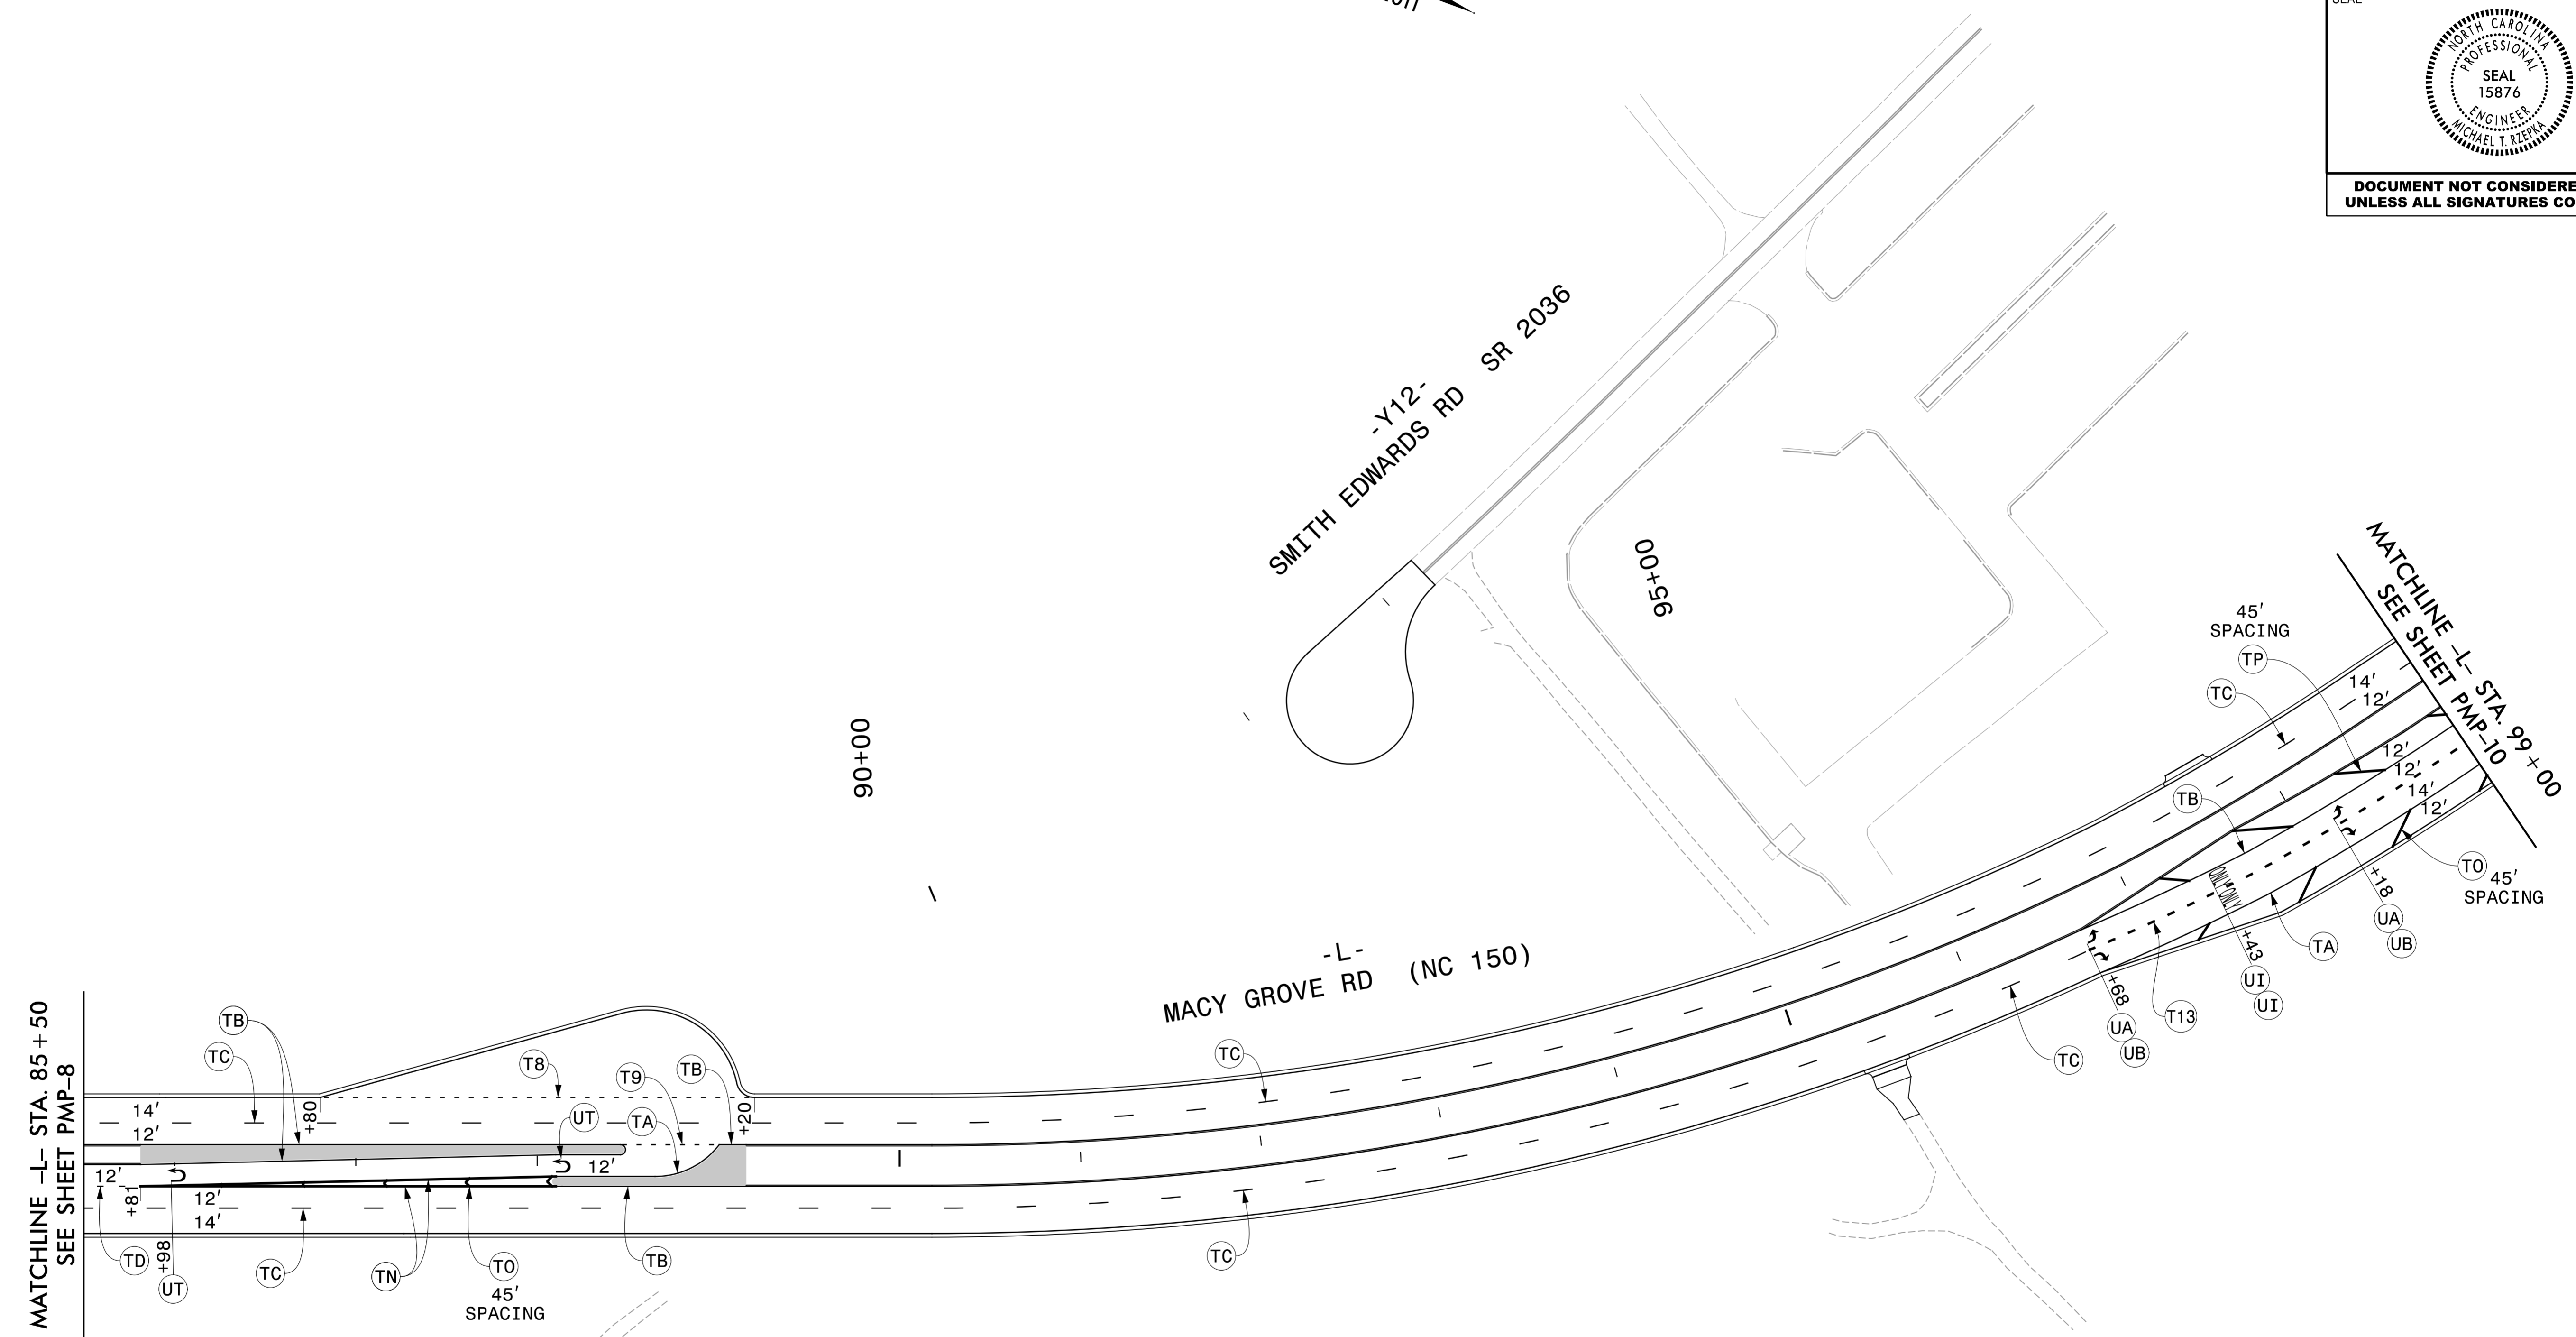 SEAL
NORTH CAROLINA
PROFESSIONAL
SEAL
15876
ENGINEER
MICHAEL T. RZEPKA
DOCUMENT NOT CONSIDERE
UNLESS ALL SIGNATURES CO
-Y12-
SMITH EDWARDS RD SR 2036
95+00
90+00
MATCHLINE -L- STA. 99+00
SEE SHEET PMP-10
45'
SPACING
TP
TC
14'
12'
12'
12'
14'
12'
TB
TO
45'
SPACING
+18
UA
UB
ONLY
ONLY
TA
+43
UI
UI
T13
+68
UA
UB
TC
-L-
MACY GROVE RD (NC 150)
TC
TC
MATCHLINE -L- STA. 85+50
SEE SHEET PMP-8
TB
TC
T8
T9
TB
UT
TA
+80
+20
14'
12'
12'
12'
+81
12'
14'
TD
+98
UT
TC
TN
TO
45'
SPACING
TB